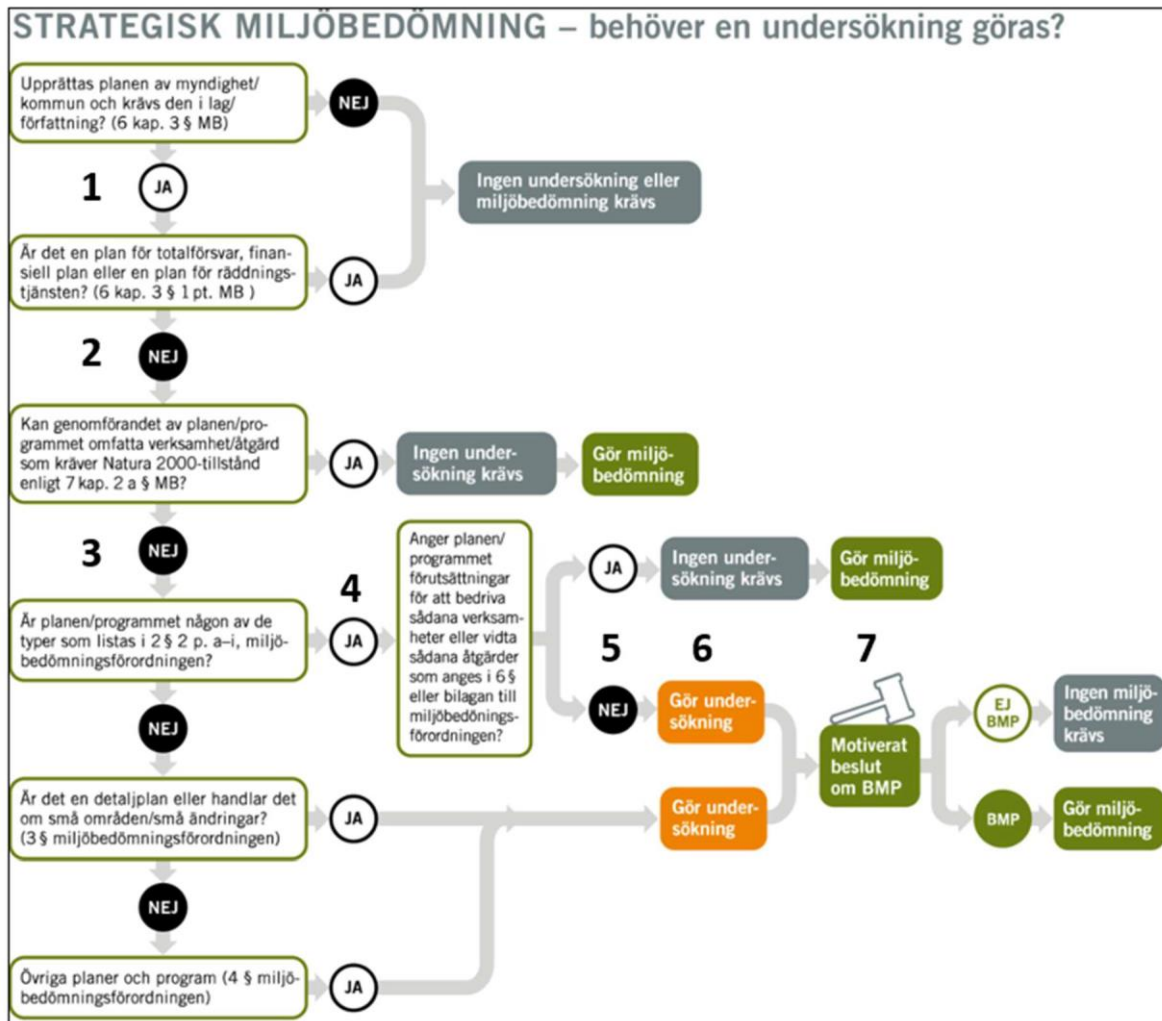 STRATEGISK MILJÖBEDÖMNING – behöver en undersökning göras?
Upprättas planen av myndighet/
kommun och krävs den i lag/
författning? (6 kap. 3 § MB)
NEJ
1
JA
Ingen undersökning eller
miljöbedömning krävs
Är det en plan för totalförsvar, finan-
siell plan eller en plan för räddnings-
tjänsten? (6 kap. 3 § 1 pt. MB )
JA
2
NEJ
Kan genomförandet av planen/pro-
grammet omfatta verksamhet/åtgärd
som kräver Natura 2000-tillstånd
enligt 7 kap. 2 a § MB?
JA
Ingen under-
sökning krävs
Gör miljö-
bedömning
3
NEJ
Är planen/programmet någon av de
typer som listas i 2 § 2 p. a–i, miljö-
bedömningsförordningen?
4
JA
Anger planen/
programmet
förutsättningar
för att bedriva
sådana verksam-
heter eller vidta
sådana åtgärder
som anges i 6 §
eller bilagan till
miljöbedönings-
förordningen?
JA
Ingen under-
sökning krävs
Gör miljö-
bedömning
5
NEJ
6
Gör under-
sökning
7
Motiverat
beslut
om BMP
EJ
BMP
Ingen miljö-
bedömning
krävs
BMP
Gör miljö-
bedömning
NEJ
Är det en detaljplan eller handlar det
om små områden/små ändringar?
(3 § miljöbedömningsförordningen)
JA
Gör under-
sökning
NEJ
Övriga planer och program (4 § miljö-
bedömningsförordningen)
JA